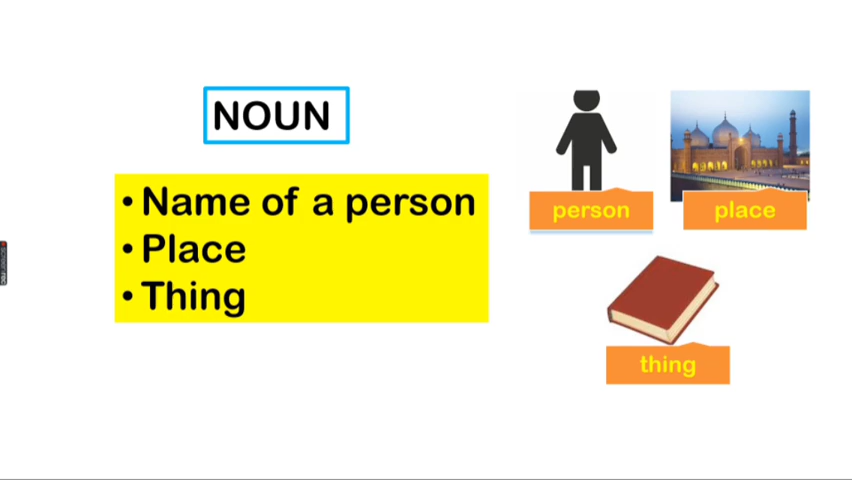 NOUN
• Name of a person
• Place
• Thing
person
place
thing